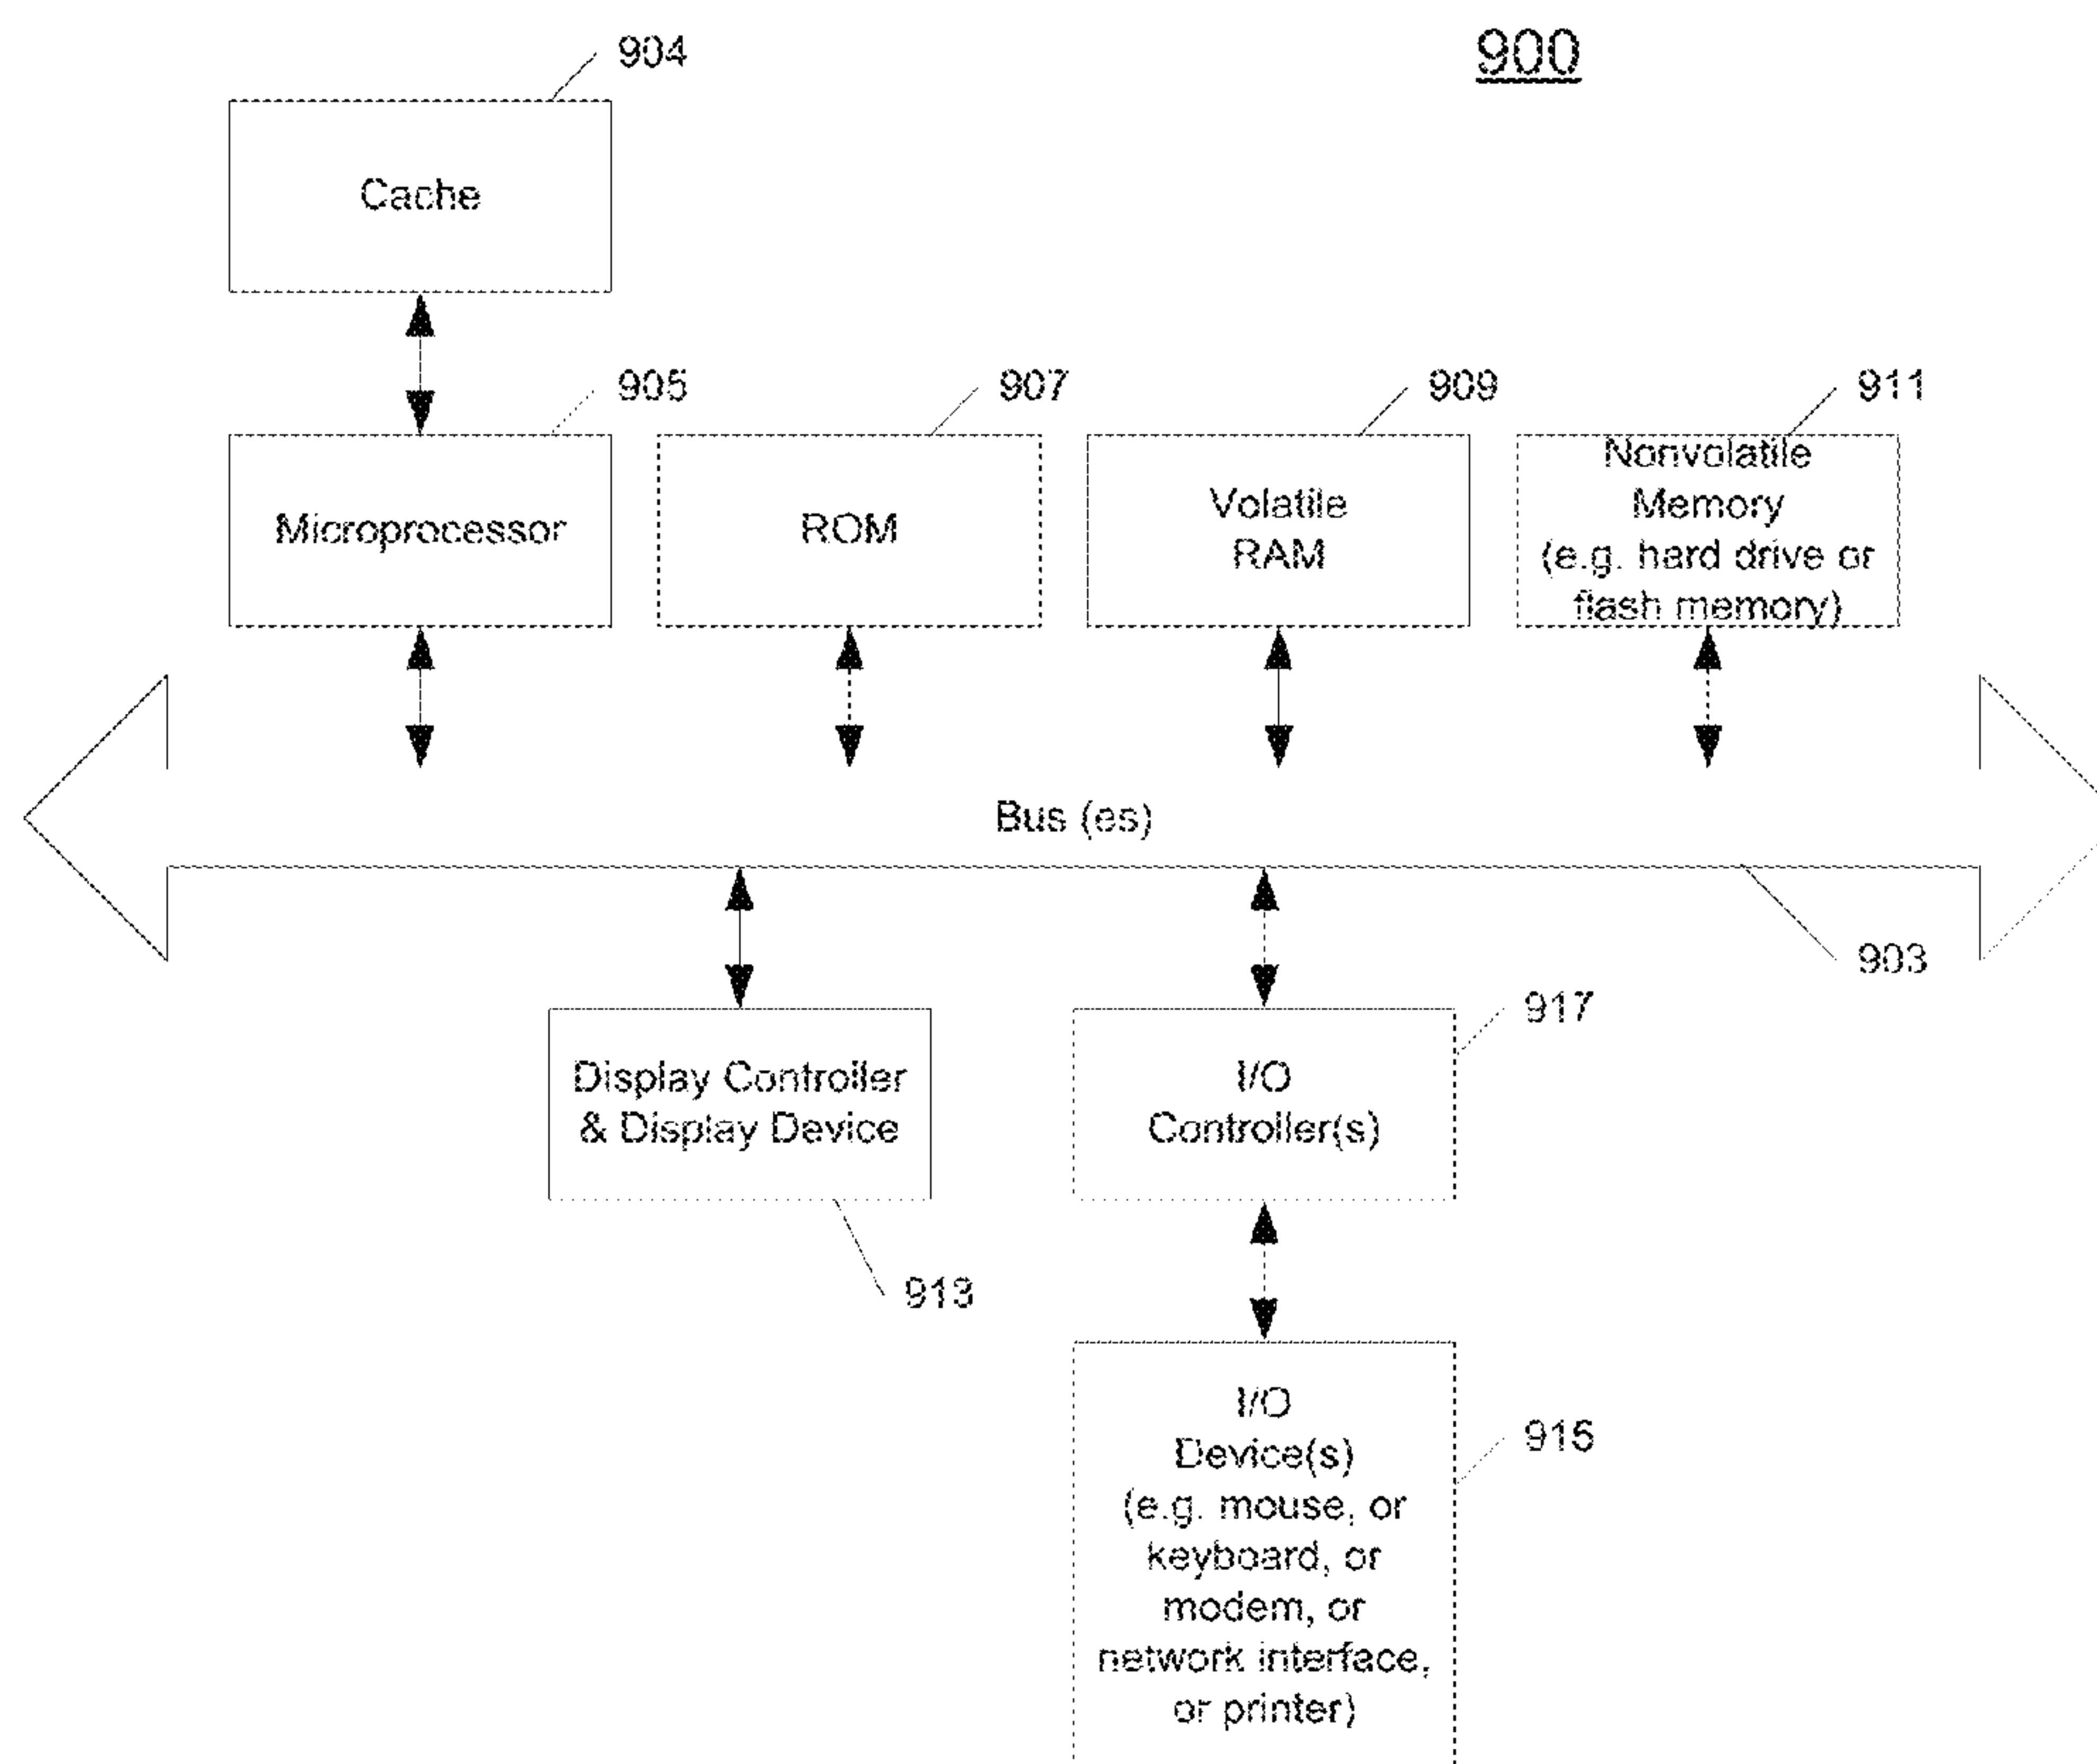 904
900
Cache
905
907
909
911
Microprocessor
ROM
Volatile
RAM
Nonvolatile
Memory
(e.g. hard drive or
flash memory)
Bus (es)
903
917
Display Controller
& Display Device
I/O
Controller(s)
913
I/O
Device(s)
(e.g. mouse, or
keyboard, or
modem, or
network interface,
or printer)
915